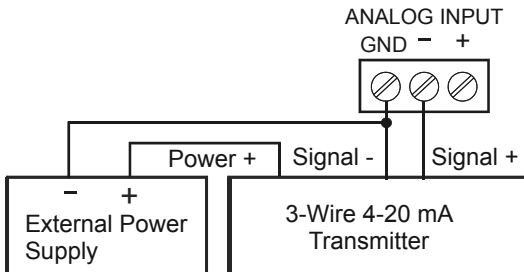 ANALOG INPUT
GND − +
Power + Signal - Signal +
− +
External Power
Supply
3-Wire 4-20 mA
Transmitter